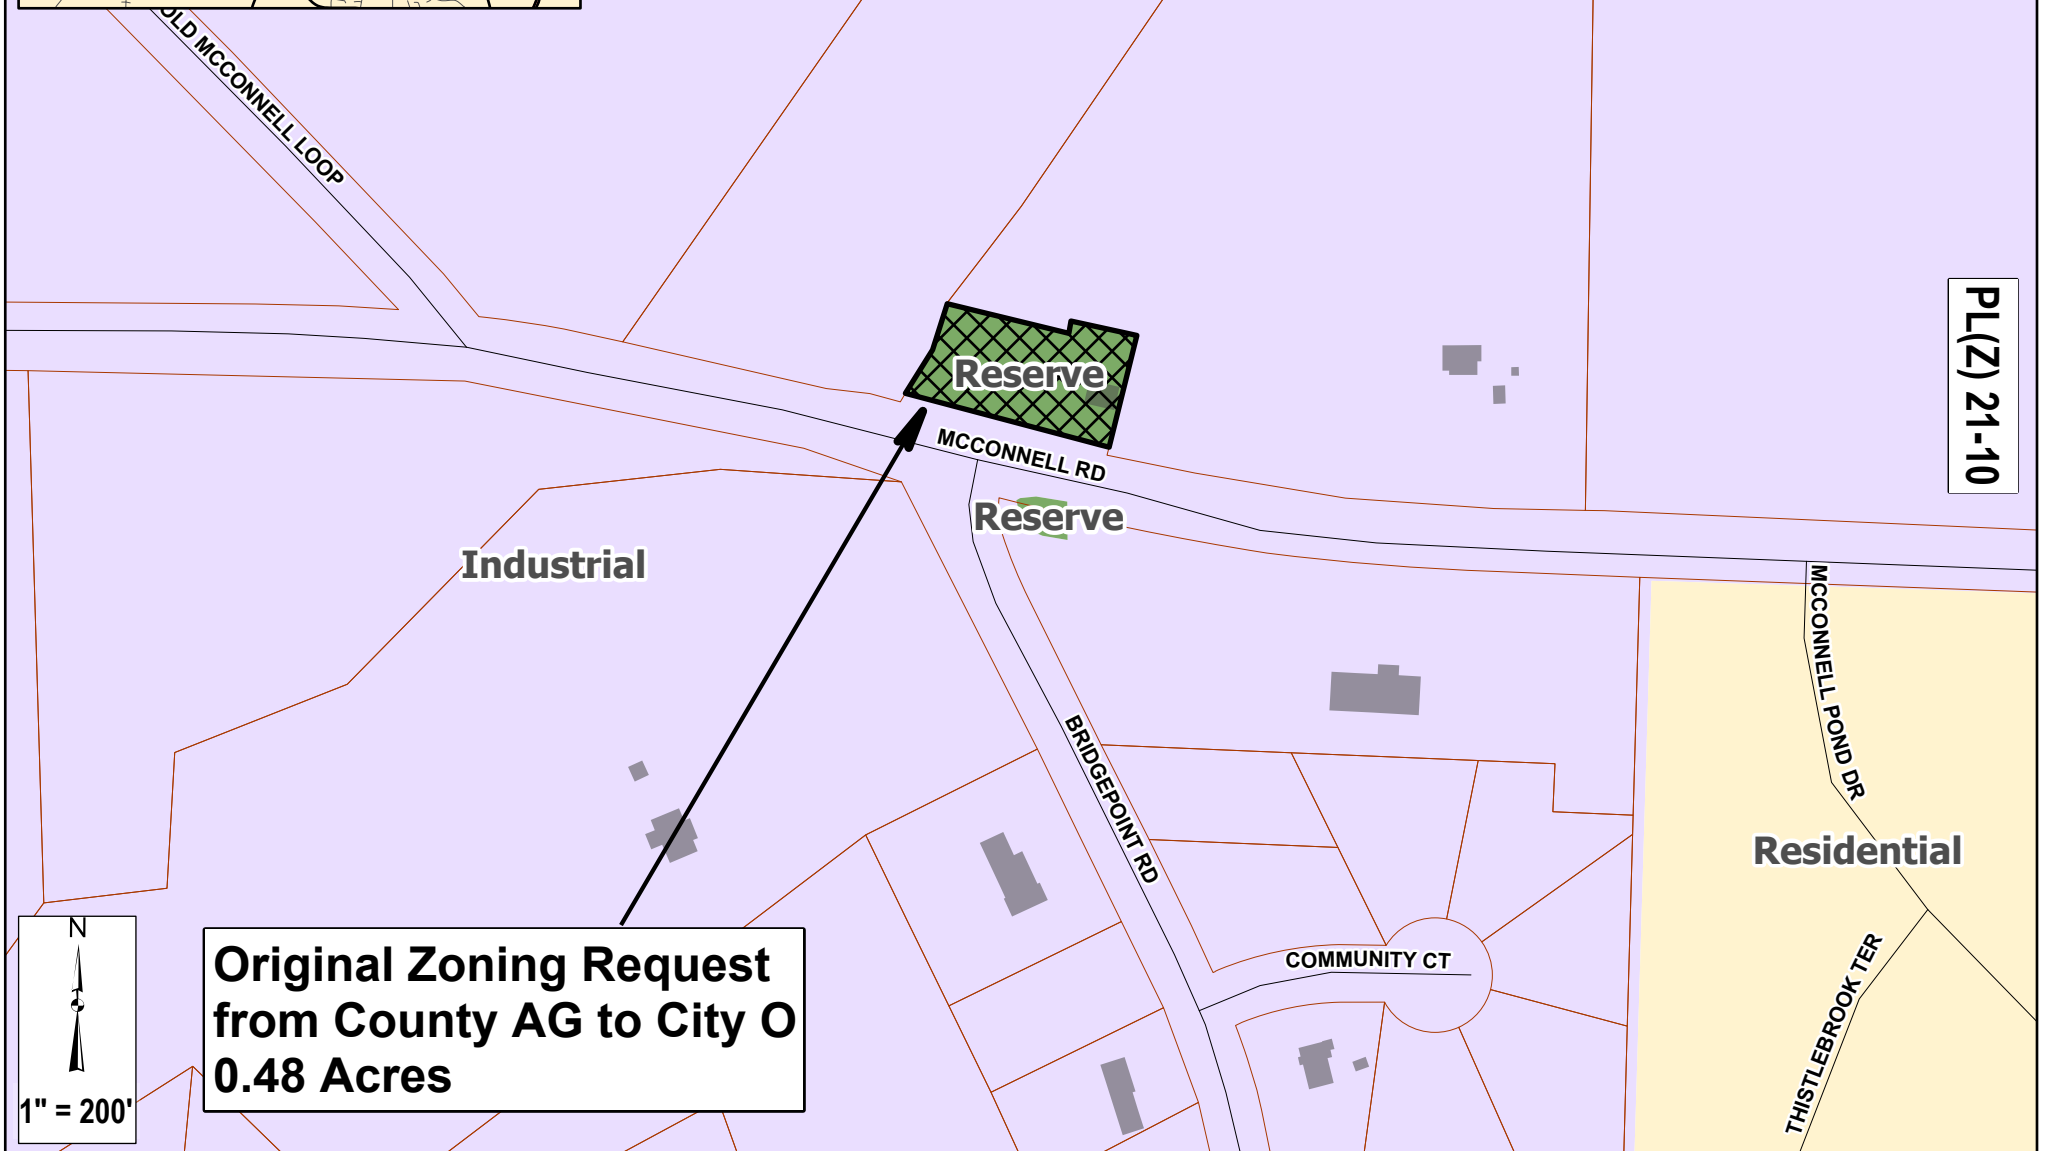 OLD MCCONNELL LOOP
PL(Z) 21-10
Reserve
MCCONNELL RD
Reserve
Industrial
MCCONNELL POND DR
BRIDGEPOINT RD
Residential
N
1" = 200'
Original Zoning Request
from County AG to City O
0.48 Acres
COMMUNITY CT
THISTLEBROOK TER